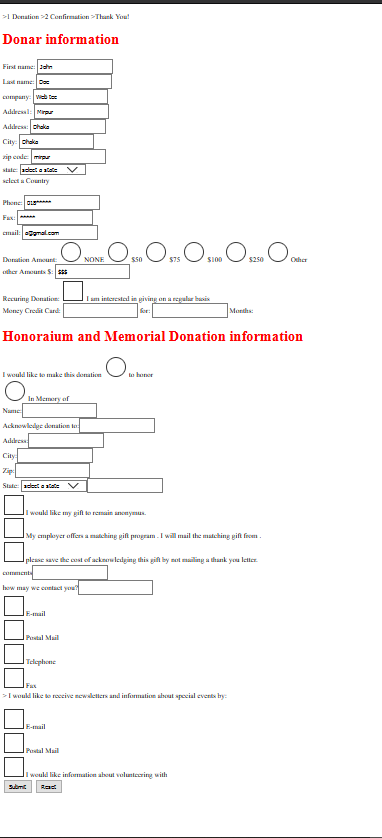 >1 Donation >2 Confirmation >Thank You!
Donar information
First name: John
Last name: Doe
company: Web tec
Address1: Mirpur
Address: Dhaka
City: Dhaka
zip code: mirpur
state: select a state
select a Country
Phone: 018*****
Fax: *****
email: a@gmail.com
Donation Amount: NONE $50 $75 $100 $250 Other
other Amounts $: $$$
Recuring Donation: I am interested in giving on a regular basis
Money Credit Card: for: Months:
Honoraium and Memorial Donation information
I would like to make this donation to honor
In Memory of
Name:
Acknowledge donation to:
Address:
City:
Zip:
State: select a state
I would like my gift to remain anonymus.
My employer offers a matching gift program . I will mail the matching gift from .
please save the cost of acknowledging this gift by not mailing a thank you letter.
comments
how may we contact you?
E-mail
Postal Mail
Telephone
Fax
>I would like to receive newsletters and information about special events by:
E-mail
Postal Mail
I would like information about volunteering with
Submit Reset